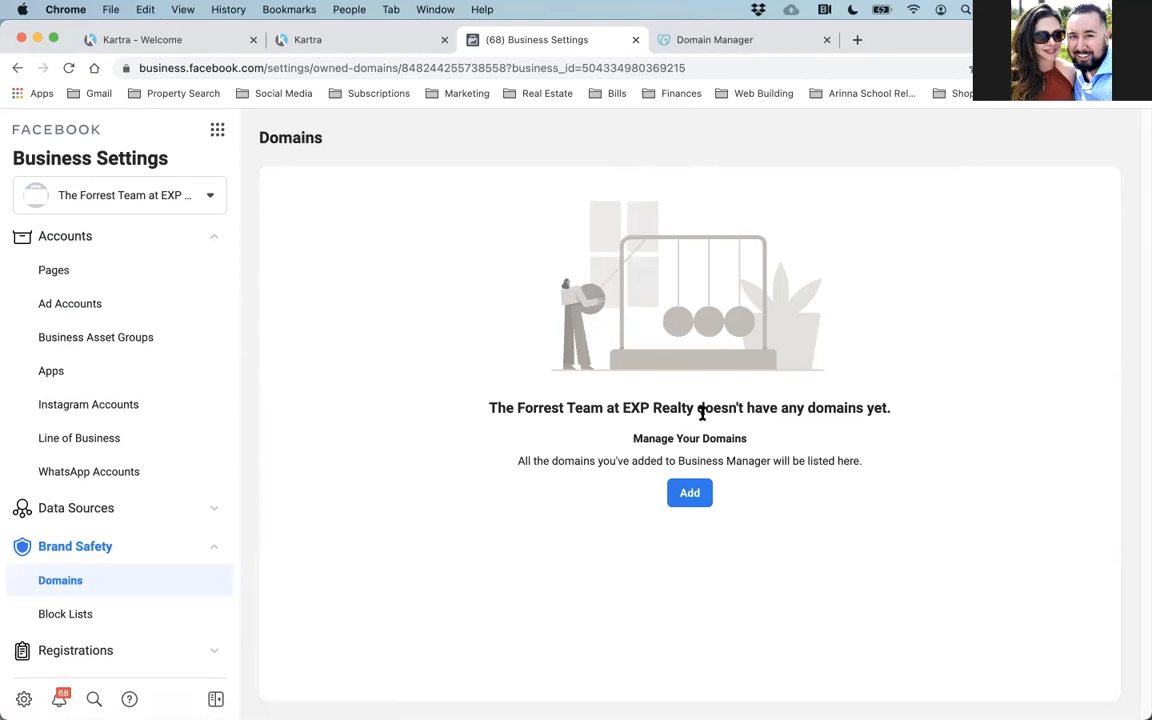 Chrome File Edit View History Bookmarks People Tab Window Help
Kartra - Welcome
Kartra
(68) Business Settings
Domain Manager
business.facebook.com/settings/owned-domains/848244255738558?business_id=504334980369215
Apps Gmail Property Search Social Media Subscriptions Marketing Real Estate Bills Finances Web Building Arinna School Rel... Shop
FACEBOOK
Business Settings
The Forrest Team at EXP ...
Accounts
Pages
Ad Accounts
Business Asset Groups
Apps
Instagram Accounts
Line of Business
WhatsApp Accounts
Data Sources
Brand Safety
Domains
Block Lists
Registrations
68
Domains
The Forrest Team at EXP Realty doesn't have any domains yet.
Manage Your Domains
All the domains you've added to Business Manager will be listed here.
Add